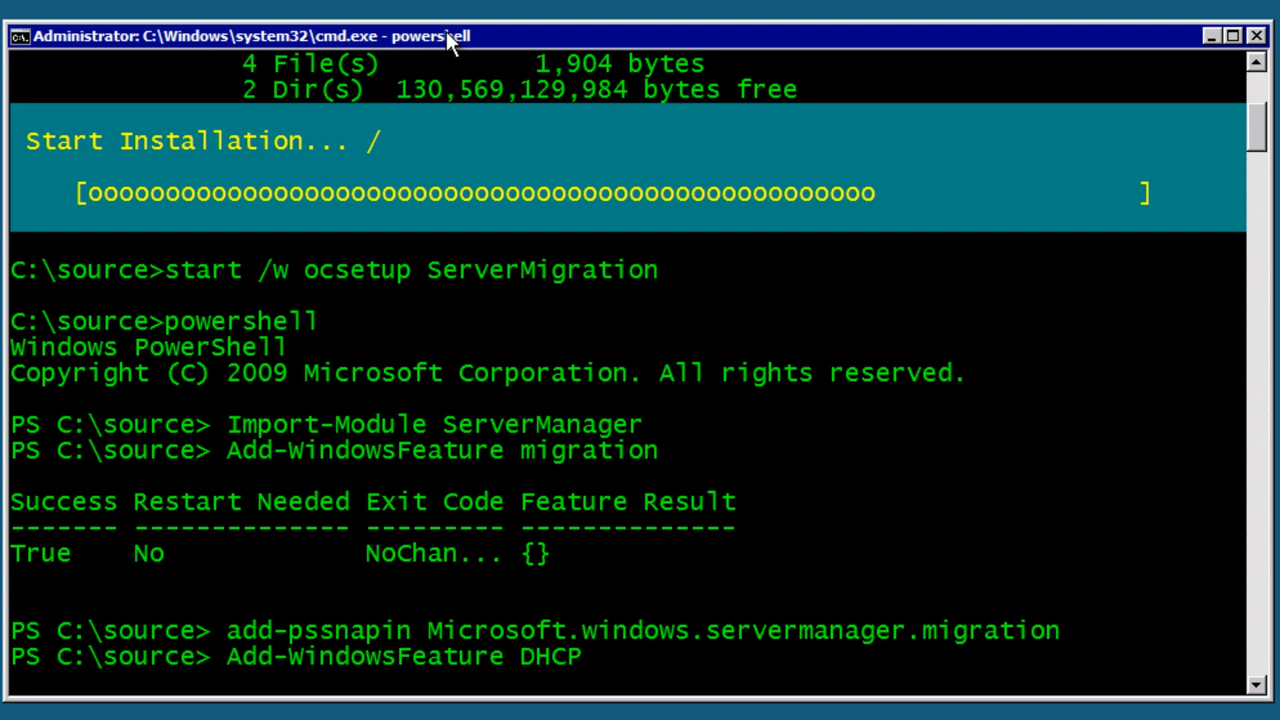 Administrator: C:\Windows\system32\cmd.exe - powershell
4 File(s) 1,904 bytes
2 Dir(s) 130,569,129,984 bytes free
Start Installation... /
[ooooooooooooooooooooooooooooooooooooooooooooooooooo ]
C:\source>start /w ocsetup ServerMigration
C:\source>powershell
Windows PowerShell
Copyright (C) 2009 Microsoft Corporation. All rights reserved.
PS C:\source> Import-Module ServerManager
PS C:\source> Add-WindowsFeature migration
Success Restart Needed Exit Code Feature Result
------- -------------- --------- --------------
True No NoChan... {}
PS C:\source> add-pssnapin Microsoft.windows.servermanager.migration
PS C:\source> Add-WindowsFeature DHCP